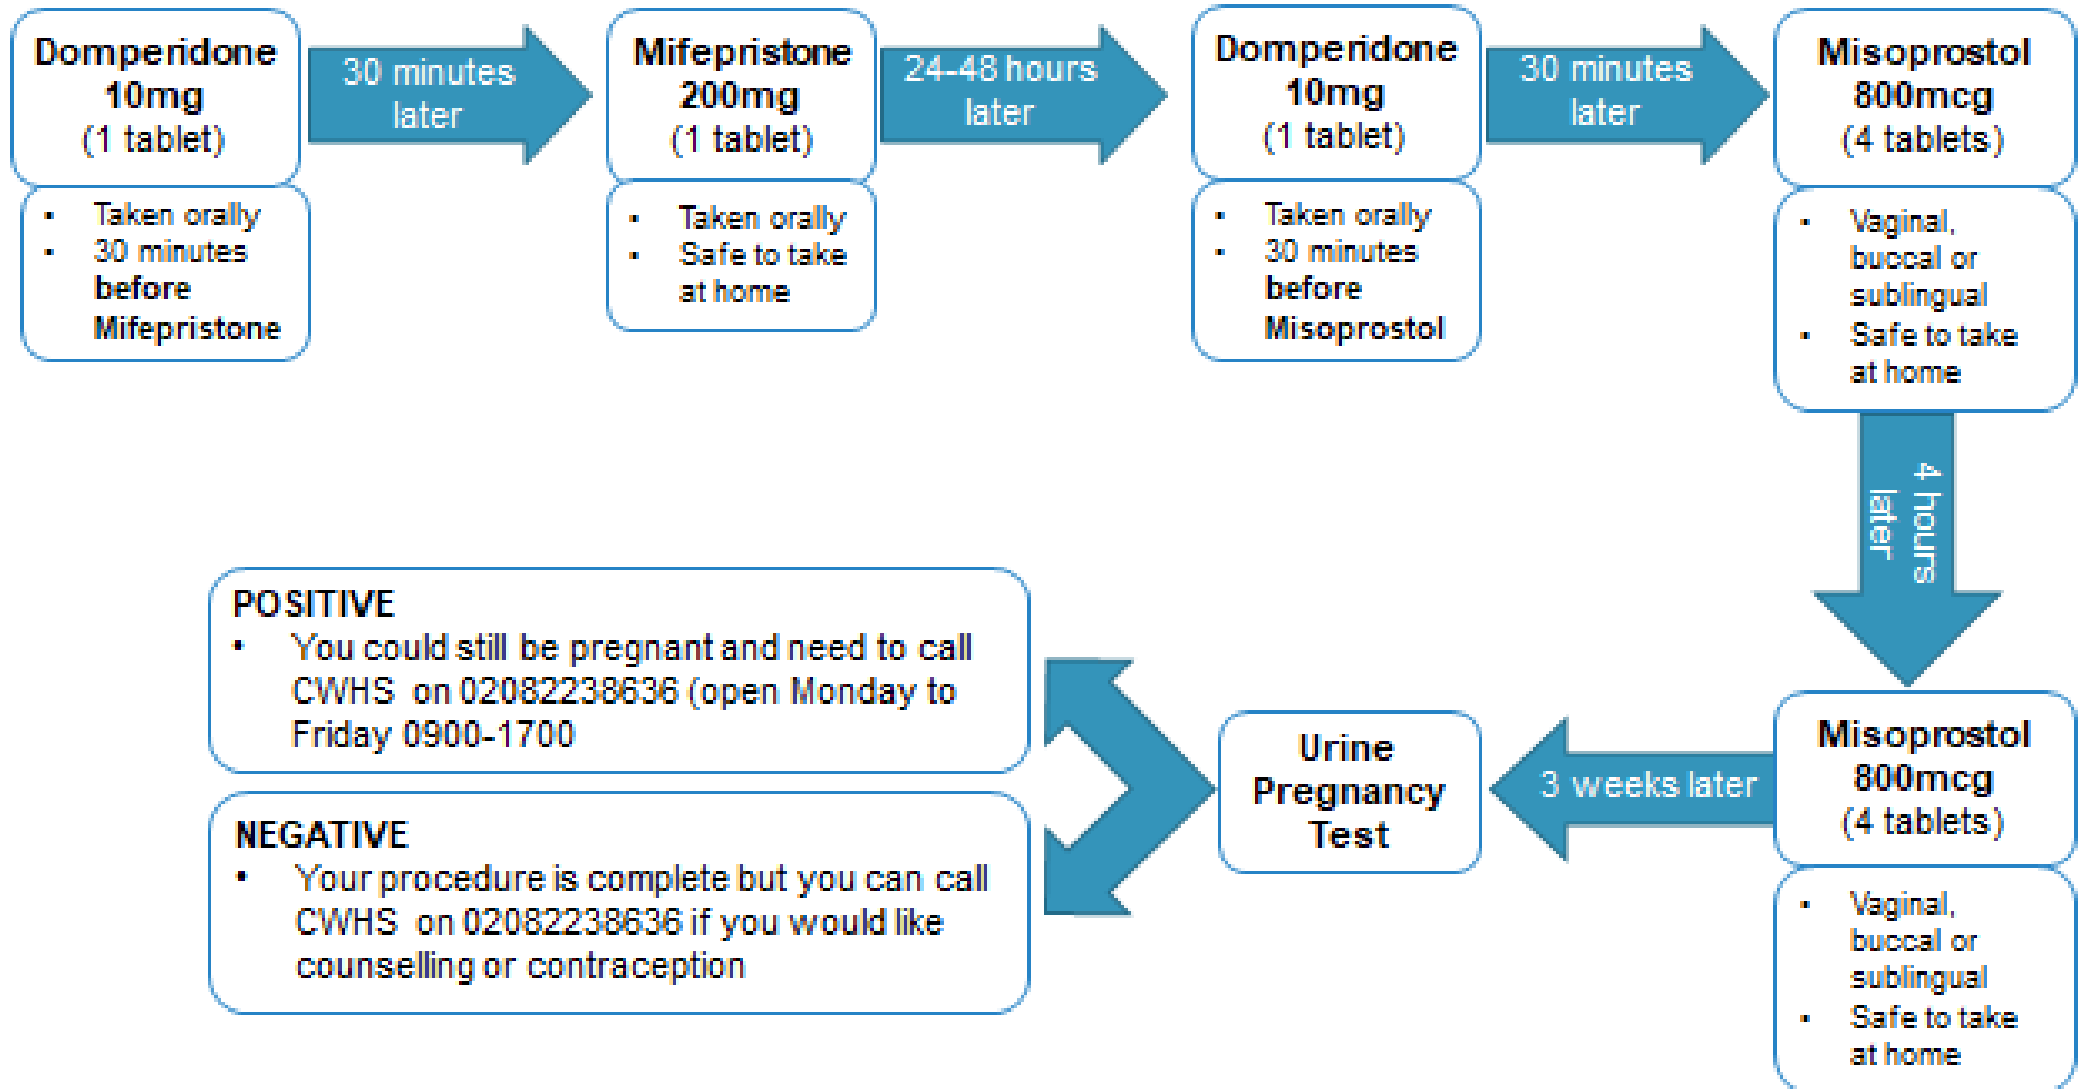 Domperidone
10mg
(1 tablet)
• Taken orally
• 30 minutes
before
Mifepristone
30 minutes
later
Mifepristone
200mg
(1 tablet)
• Taken orally
• Safe to take
at home
24-48 hours
later
Domperidone
10mg
(1 tablet)
• Taken orally
• 30 minutes
before
Misoprostol
30 minutes
later
Misoprostol
800mcg
(4 tablets)
• Vaginal,
buccal or
sublingual
• Safe to take
at home
4 hours
later
Misoprostol
800mcg
(4 tablets)
• Vaginal,
buccal or
sublingual
• Safe to take
at home
3 weeks later
Urine
Pregnancy
Test
POSITIVE
• You could still be pregnant and need to call
CWHS on 02082238636 (open Monday to
Friday 0900-1700
NEGATIVE
• Your procedure is complete but you can call
CWHS on 02082238636 if you would like
counselling or contraception